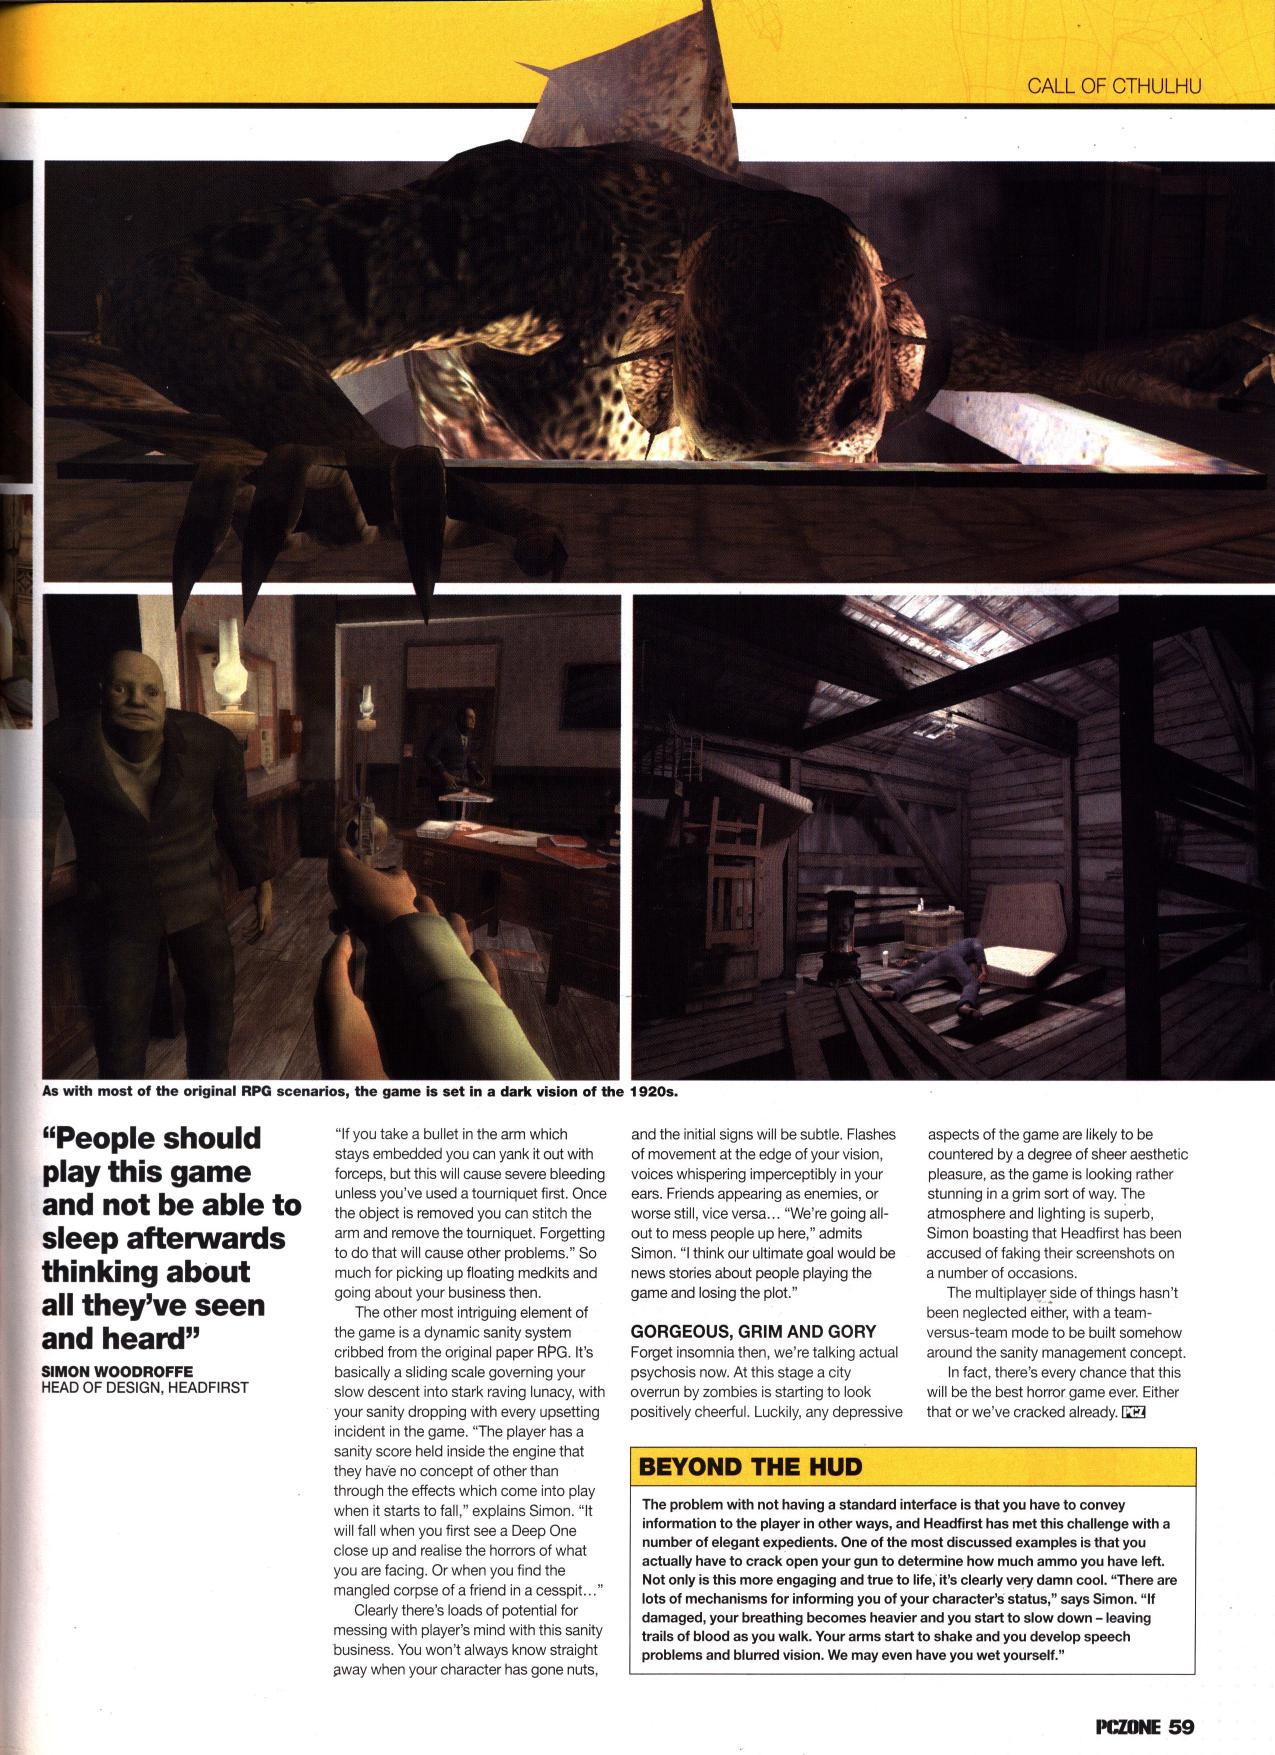 CALL OF CTHULHU
As with most of the original RPG scenarios, the game is set in a dark vision of the 1920s.
“People should
play this game
and not be able to
sleep afterwards
thinking about
all they’ve seen
and heard”
SIMON WOODROFFE
HEAD OF DESIGN, HEADFIRST
“If you take a bullet in the arm which
stays embedded you can yank it out with
forceps, but this will cause severe bleeding
unless you’ve used a tourniquet first. Once
the object is removed you can stitch the
arm and remove the tourniquet. Forgetting
to do that will cause other problems.” So
much for picking up floating medkits and
going about your business then.
The other most intriguing element of
the game is a dynamic sanity system
cribbed from the original paper RPG. It’s
basically a sliding scale governing your
slow descent into stark raving lunacy, with
your sanity dropping with every upsetting
incident in the game. “The player has a
sanity score held inside the engine that
they have no concept of other than
through the effects which come into play
when it starts to fall,” explains Simon. “It
will fall when you first see a Deep One
close up and realise the horrors of what
you are facing. Or when you find the
mangled corpse of a friend in a cesspit…”
Clearly there’s loads of potential for
messing with player’s mind with this sanity
business. You won’t always know straight
away when your character has gone nuts,
and the initial signs will be subtle. Flashes
of movement at the edge of your vision,
voices whispering imperceptibly in your
ears. Friends appearing as enemies, or
worse still, vice versa… “We’re going all-
out to mess people up here,” admits
Simon. “I think our ultimate goal would be
news stories about people playing the
game and losing the plot.”
GORGEOUS, GRIM AND GORY
Forget insomnia then, we’re talking actual
psychosis now. At this stage a city
overrun by zombies is starting to look
positively cheerful. Luckily, any depressive
aspects of the game are likely to be
countered by a degree of sheer aesthetic
pleasure, as the game is looking rather
stunning in a grim sort of way. The
atmosphere and lighting is superb,
Simon boasting that Headfirst has been
accused of faking their screenshots on
a number of occasions.
The multiplayer side of things hasn’t
been neglected either, with a team-
versus-team mode to be built somehow
around the sanity management concept.
In fact, there’s every chance that this
will be the best horror game ever. Either
that or we’ve cracked already. PCZ
BEYOND THE HUD
The problem with not having a standard interface is that you have to convey
information to the player in other ways, and Headfirst has met this challenge with a
number of elegant expedients. One of the most discussed examples is that you
actually have to crack open your gun to determine how much ammo you have left.
Not only is this more engaging and true to life, it’s clearly very damn cool. “There are
lots of mechanisms for informing you of your character’s status,” says Simon. “If
damaged, your breathing becomes heavier and you start to slow down – leaving
trails of blood as you walk. Your arms start to shake and you develop speech
problems and blurred vision. We may even have you wet yourself.”
PCZONE 59